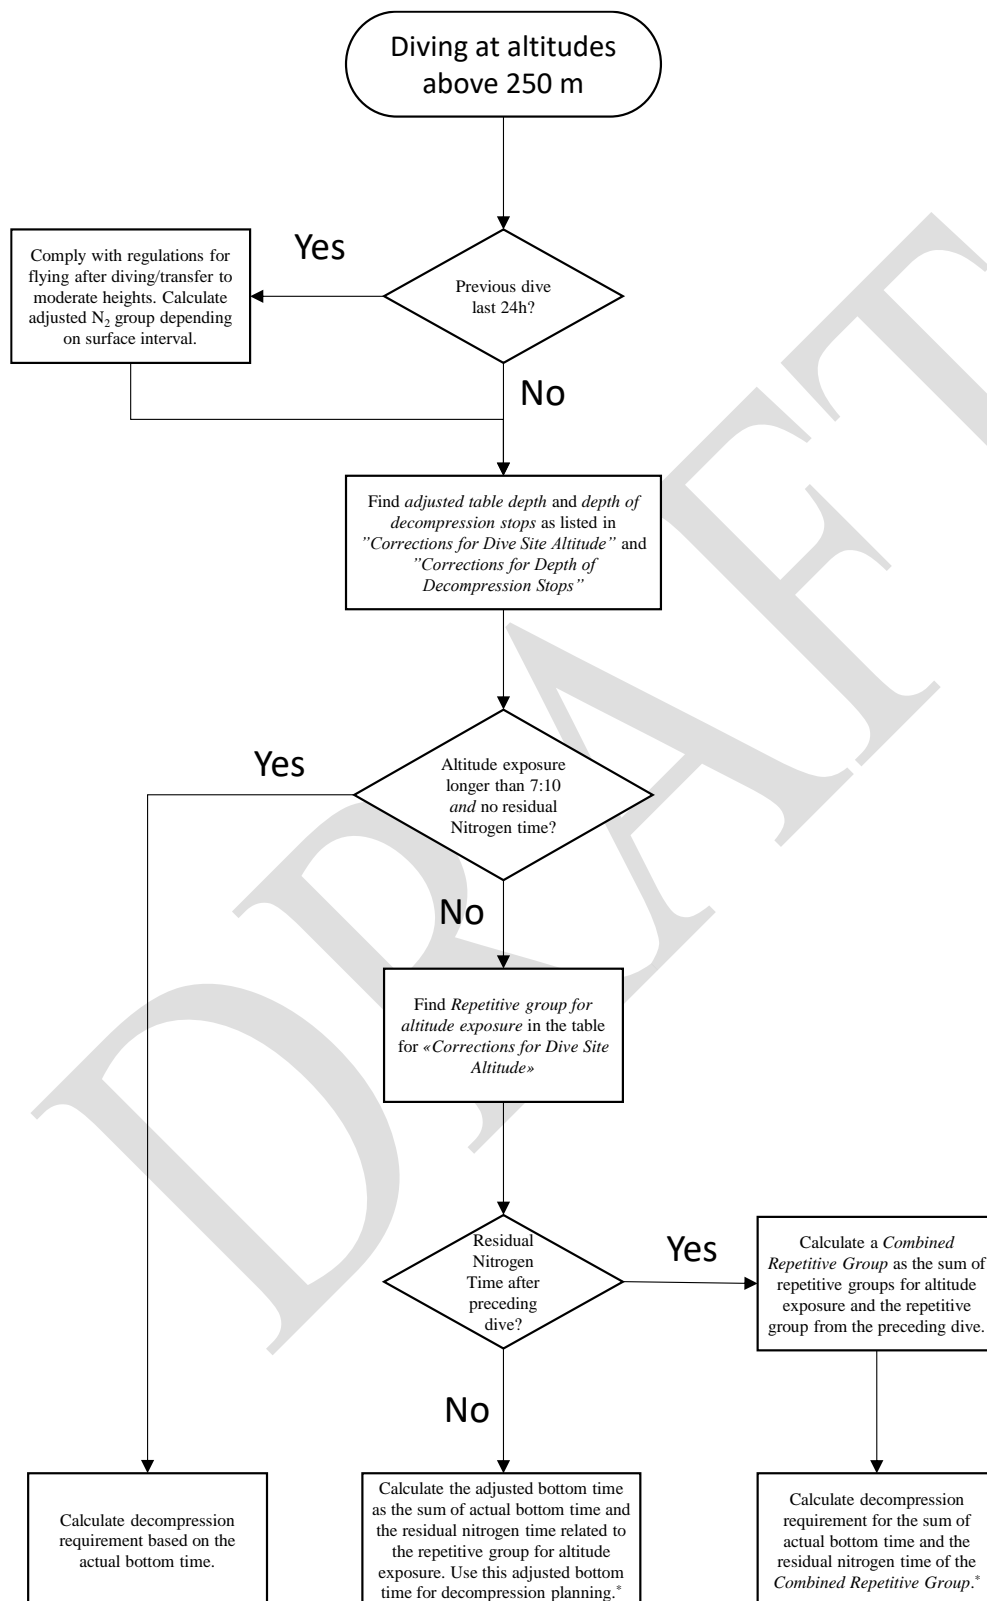 Diving at altitudes
above 250 m
Yes
Comply with regulations for
flying after diving/transfer to
moderate heights. Calculate
adjusted N₂ group depending
on surface interval.
Previous dive
last 24h?
No
Find adjusted table depth and depth of
decompression stops as listed in
”Corrections for Dive Site Altitude” and
”Corrections for Depth of
Decompression Stops”
Yes
Altitude exposure
longer than 7:10
and no residual
Nitrogen time?
No
Find Repetitive group for
altitude exposure in the table
for «Corrections for Dive Site
Altitude»
Residual
Nitrogen
Time after
preceding
dive?
Yes
Calculate a Combined
Repetitive Group as the sum of
repetitive groups for altitude
exposure and the repetitive
group from the preceding dive.
No
Calculate decompression
requirement based on the
actual bottom time.
Calculate the adjusted bottom time
as the sum of actual bottom time and
the residual nitrogen time related to
the repetitive group for altitude
exposure. Use this adjusted bottom
time for decompression planning.*
Calculate decompression
requirement for the sum of
actual bottom time and the
residual nitrogen time of the
Combined Repetitive Group.*
DRAFT